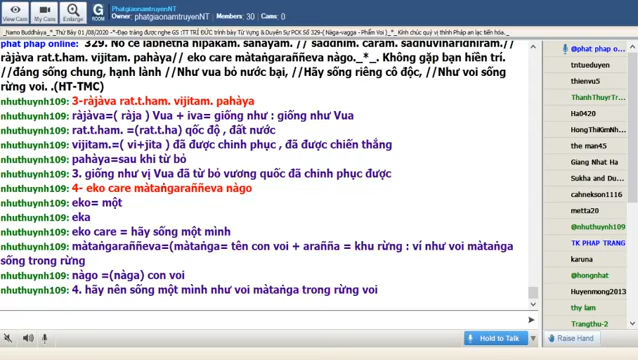 phatgiaonamtruyenNT
Owner: phatgiaonamtruyenNT MEMBERS: 30 CAMS: 0
View Cam My Cam Enlarge G ROOM
_Namo Buddhàya_*_Thứ Bảy 01 /08/2020 -*-Đạo tràng được nghe GS :TT TRÍ ĐỨC trình bày Từ Vựng & Duyên Sự PCK Số 329-( Nàga-vagga - Phẩm Voi ) *_ Kính chúc quý vị thính Pháp an lạc tiến hóa.
phat phap online: 329. No ce labhetha nipakam. sahàyam. // saddhim. caram. sàdhuvihàridhìram.//
ràjàva rat.t.ham. vijitam. pahàya// eko care màtaṅgaraññeva nàgo._*_. Không gặp bạn hiền trí.
//đáng sống chung, hạnh lành //Như vua bỏ nước bại, //Hãy sống riêng cô độc, //Như voi sống
rừng voi. .(HT-TMC)
nhuthuynh109: 3-ràjàva rat.t.ham. vijitam. pahàya
nhuthuynh109: ràjàva=( ràja ) Vua + iva= giống như : giống như Vua
nhuthuynh109: rat.t.ham. =(rat.t.ha) qốc độ , đất nước
nhuthuynh109: vijitam.=( vi+jita ) đã được chinh phục , đã được chiến thắng
nhuthuynh109: pahàya=sau khi từ bỏ
nhuthuynh109: 3. giống như vị Vua đã từ bỏ vương quốc đã chinh phục được
nhuthuynh109: 4- eko care màtaṅgaraññeva nàgo
nhuthuynh109: eko= một
nhuthuynh109: eka
nhuthuynh109: eko care = hãy sống một mình
nhuthuynh109: màtaṅgaraññeva=(màtaṅga= tên con voi + arañña = khu rừng : ví như voi màtaṅga
sống trong rừng
nhuthuynh109: nàgo =(nàga) con voi
nhuthuynh109: 4. hãy nên sống một mình như voi màtaṅga trong rừng voi
@phat phap o
tntueduyen
thienvu5
ThanhThuyrTr
Ha0420
HongThiKimNh
the man45
Giang Nhat Ha
Sukha and Du
cahnekson1116
metta20
@nhuthuynh109
TK PHAP TRANG
karuna
@hongnhat
Huyenmong2013
thy lam
Trangthu-2
Hold to Talk
Raise Hand